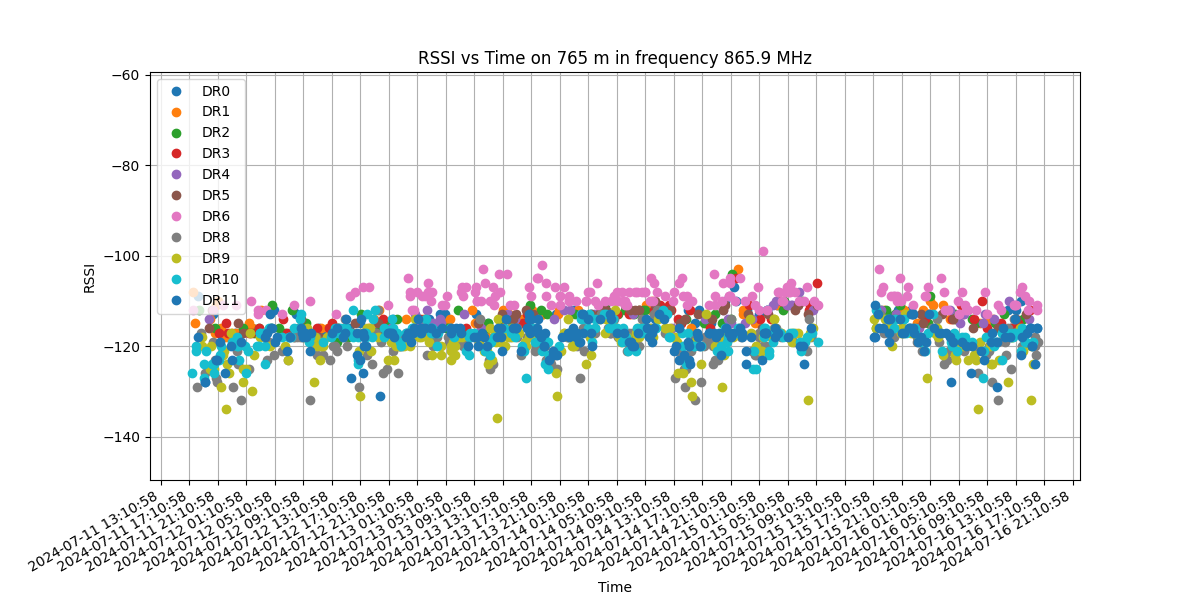 RSSI vs Time on 765 m in frequency 865.9 MHz
RSSI
−60
−80
−100
−120
−140
DR0
DR1
DR2
DR3
DR4
DR5
DR6
DR8
DR9
DR10
DR11
2024-07-11 13:10:58
2024-07-11 17:10:58
2024-07-11 21:10:58
2024-07-12 01:10:58
2024-07-12 05:10:58
2024-07-12 09:10:58
2024-07-12 13:10:58
2024-07-12 17:10:58
2024-07-12 21:10:58
2024-07-13 01:10:58
2024-07-13 05:10:58
2024-07-13 09:10:58
2024-07-13 13:10:58
2024-07-13 17:10:58
2024-07-13 21:10:58
2024-07-14 01:10:58
2024-07-14 05:10:58
2024-07-14 09:10:58
2024-07-14 13:10:58
2024-07-14 17:10:58
2024-07-14 21:10:58
2024-07-15 01:10:58
2024-07-15 05:10:58
2024-07-15 09:10:58
2024-07-15 13:10:58
2024-07-15 17:10:58
2024-07-15 21:10:58
2024-07-16 01:10:58
2024-07-16 05:10:58
2024-07-16 09:10:58
2024-07-16 13:10:58
2024-07-16 17:10:58
2024-07-16 21:10:58
Time